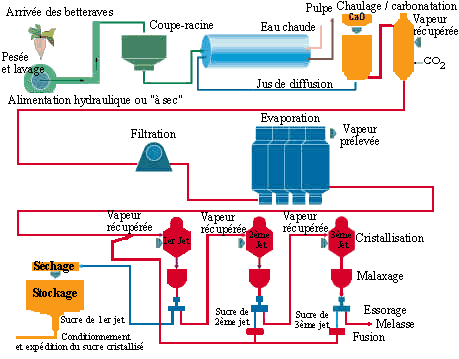 Arrivée des betteraves
Coupe-racine
Pulpe
Chaulage / carbonatation
Eau chaude
CaO
Vapeur
récupérée
Pesée
et lavage
CO2
Jus de diffusion
Alimentation hydraulique ou "à sec"
Evaporation
Filtration
Vapeur
prélevée
Vapeur
récupérée
Vapeur
récupérée
Vapeur
récupérée
1er Jet
2ème
Jet
3ème
Jet
Cristallisation
Séchage
Malaxage
Stockage
Sucre de 1er jet
Sucre de
2ème jet
Sucre de
3ème jet
Essorage
Melasse
Fusion
Conditionnement
et expédition du sucre cristallisé